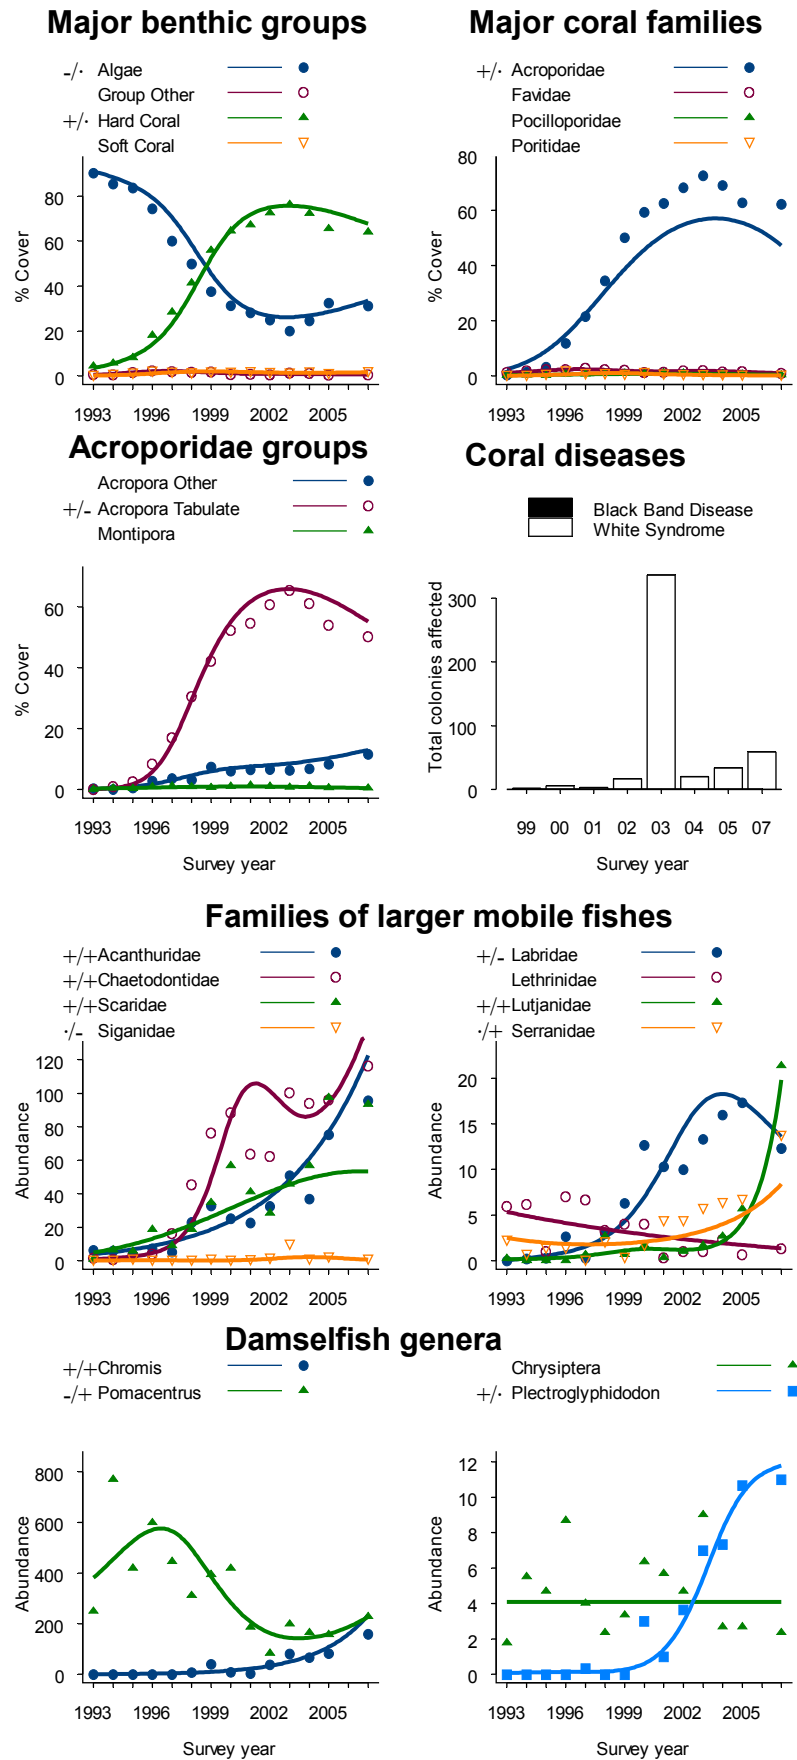 Major benthic groups
-/· Algae
Group Other
+/· Hard Coral
Soft Coral
80
60
40
20
0
% Cover
1993 1996 1999 2002 2005
Major coral families
+/· Acroporidae
Favidae
Pocilloporidae
Poritidae
80
60
40
20
0
% Cover
1993 1996 1999 2002 2005
Acroporidae groups
Acropora Other
+/- Acropora Tabulate
Montipora
60
40
20
0
% Cover
1993 1996 1999 2002 2005
Survey year
Coral diseases
Black Band Disease
White Syndrome
300
200
100
0
Total colonies affected
99 00 01 02 03 04 05 07
Survey year
Families of larger mobile fishes
+/+Acanthuridae
+/+Chaetodontidae
+/+Scaridae
·/- Siganidae
120
100
80
60
40
20
0
Abundance
1993 1996 1999 2002 2005
+/- Labridae
Lethrinidae
+/+Lutjanidae
·/+ Serranidae
20
15
10
5
0
Abundance
1993 1996 1999 2002 2005
Damselfish genera
+/+Chromis
-/+ Pomacentrus
800
600
400
200
0
Abundance
1993 1996 1999 2002 2005
Survey year
Chrysiptera
+/· Plectroglyphidodon
12
10
8
6
4
2
0
Abundance
1993 1996 1999 2002 2005
Survey year